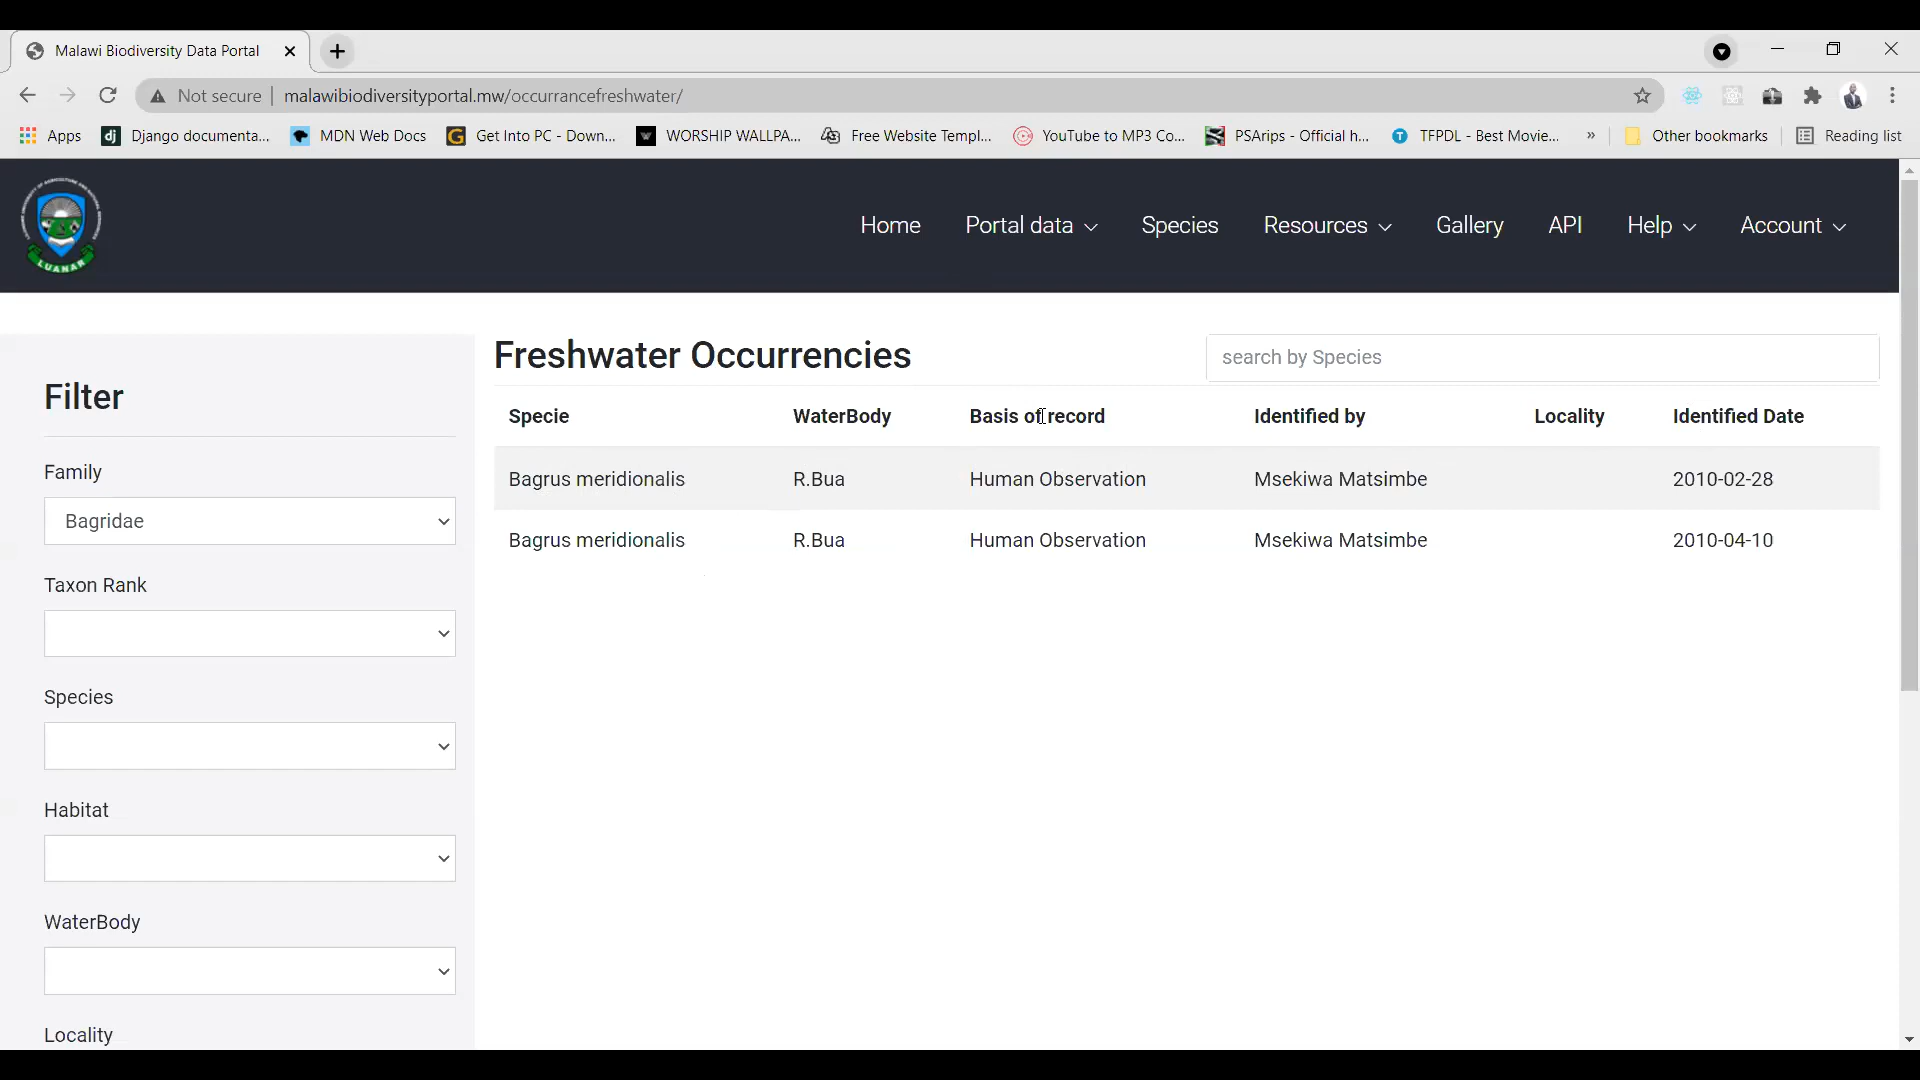 Malawi Biodiversity Data Portal
Not secure malawibiodiversityportal.mw/occurrancefreshwater/
Apps Django documenta... MDN Web Docs Get Into PC - Down... WORSHIP WALLPA... Free Website Templ... YouTube to MP3 Co... PSArips - Official h... TFPDL - Best Movie... » Other bookmarks Reading list
LUANAR
Home Portal data Species Resources Gallery API Help Account
Filter
Family
Bagridae
Taxon Rank
Species
Habitat
WaterBody
Locality
Freshwater Occurrencies
search by Species
Specie WaterBody Basis of record Identified by Locality Identified Date
Bagrus meridionalis R.Bua Human Observation Msekiwa Matsimbe 2010-02-28
Bagrus meridionalis R.Bua Human Observation Msekiwa Matsimbe 2010-04-10